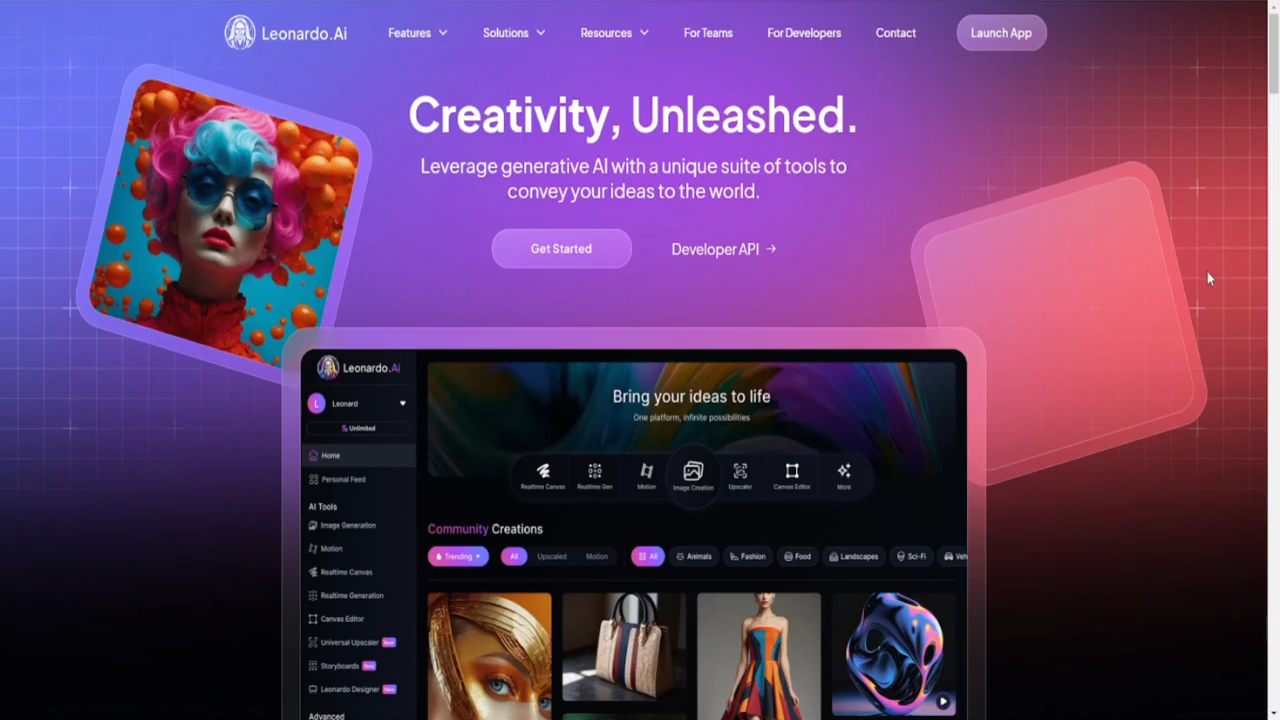 Leonardo.Ai
Features
Solutions
Resources
For Teams
For Developers
Contact
Launch App
Creativity, Unleashed.
Leverage generative AI with a unique suite of tools to
convey your ideas to the world.
Get Started
Developer API →
Leonardo.Ai
L
Leonard
Unlimited
Home
Personal Feed
AI Tools
Image Generation
Motion
Realtime Canvas
Realtime Generation
Canvas Editor
Universal Upscaler New
Storyboards New
Leonardo Designer New
Advanced
Bring your ideas to life
One platform, infinite possibilities
Realtime Canvas
Realtime Gen
Motion
Image Creation
Upscaler
Canvas Editor
More
Community Creations
Trending
All
Upscaled
Motion
All
Animals
Fashion
Food
Landscapes
Sci-Fi
Veh